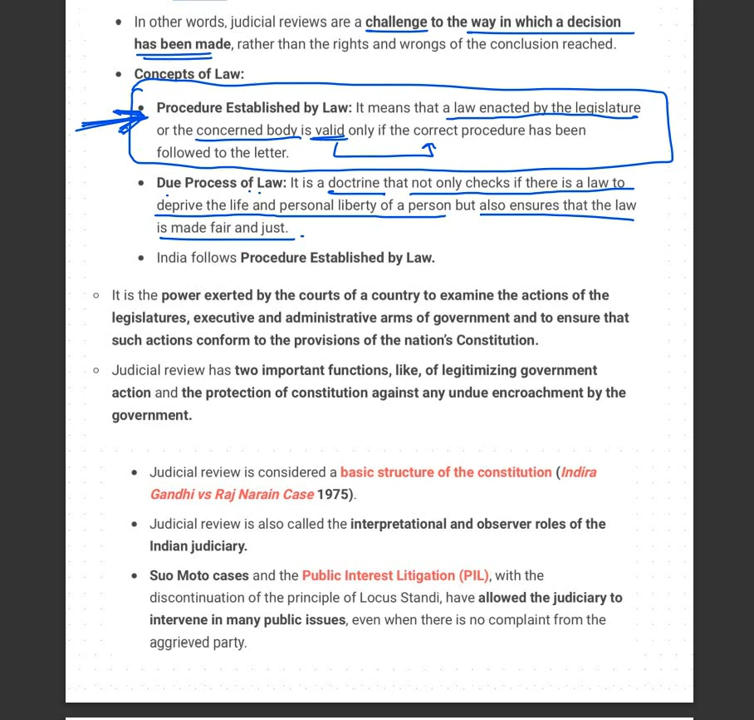 In other words, judicial reviews are a challenge to the way in which a decision
has been made, rather than the rights and wrongs of the conclusion reached.
Concepts of Law:
Procedure Established by Law: It means that a law enacted by the legislature
or the concerned body is valid only if the correct procedure has been
followed to the letter.
Due Process of Law: It is a doctrine that not only checks if there is a law to
deprive the life and personal liberty of a person but also ensures that the law
is made fair and just.
India follows Procedure Established by Law.
It is the power exerted by the courts of a country to examine the actions of the
legislatures, executive and administrative arms of government and to ensure that
such actions conform to the provisions of the nation's Constitution.
Judicial review has two important functions, like, of legitimizing government
action and the protection of constitution against any undue encroachment by the
government.
Judicial review is considered a basic structure of the constitution (Indira
Gandhi vs Raj Narain Case 1975).
Judicial review is also called the interpretational and observer roles of the
Indian judiciary.
Suo Moto cases and the Public Interest Litigation (PIL), with the
discontinuation of the principle of Locus Standi, have allowed the judiciary to
intervene in many public issues, even when there is no complaint from the
aggrieved party.